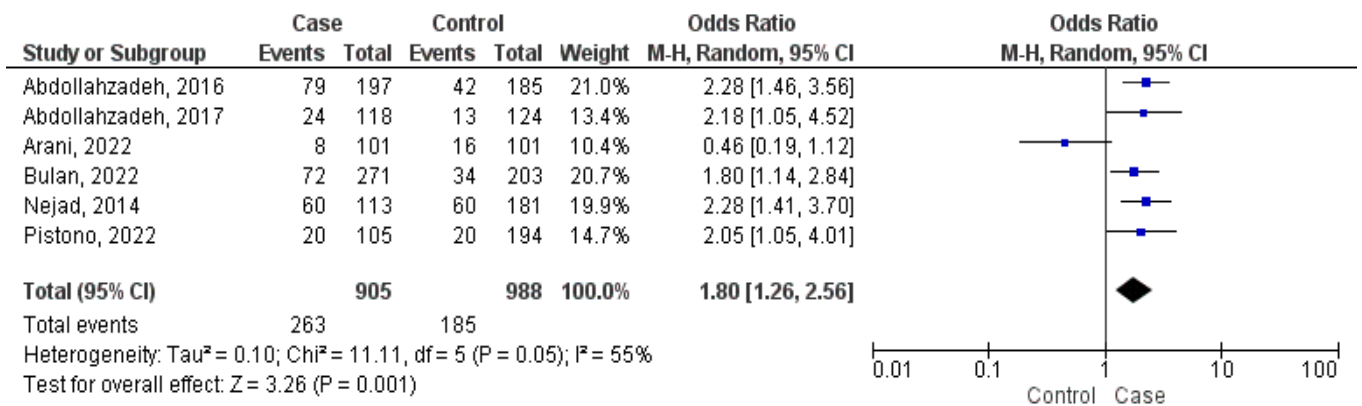 Case Control Odds Ratio Odds Ratio
Study or Subgroup Events Total Events Total Weight M-H, Random, 95% CI M-H, Random, 95% CI
Abdollahzadeh, 2016 79 197 42 185 21.0% 2.28 [1.46, 3.56]
Abdollahzadeh, 2017 24 118 13 124 13.4% 2.18 [1.05, 4.52]
Arani, 2022 8 101 16 101 10.4% 0.46 [0.19, 1.12]
Bulan, 2022 72 271 34 203 20.7% 1.80 [1.14, 2.84]
Nejad, 2014 60 113 60 181 19.9% 2.28 [1.41, 3.70]
Pistono, 2022 20 105 20 194 14.7% 2.05 [1.05, 4.01]
Total (95% CI) 905 988 100.0% 1.80 [1.26, 2.56]
Total events 263 185
Heterogeneity: Tau² = 0.10; Chi² = 11.11, df = 5 (P = 0.05); I² = 55%
Test for overall effect: Z = 3.26 (P = 0.001)
0.01 0.1 1 10 100
Control Case